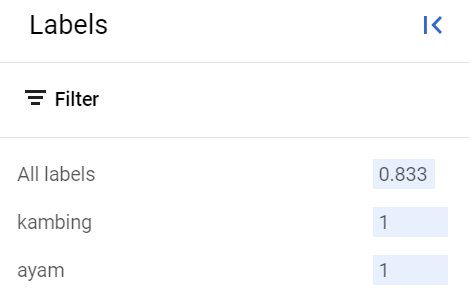 Labels
Filter
All labels 0.833
kambing 1
ayam 1